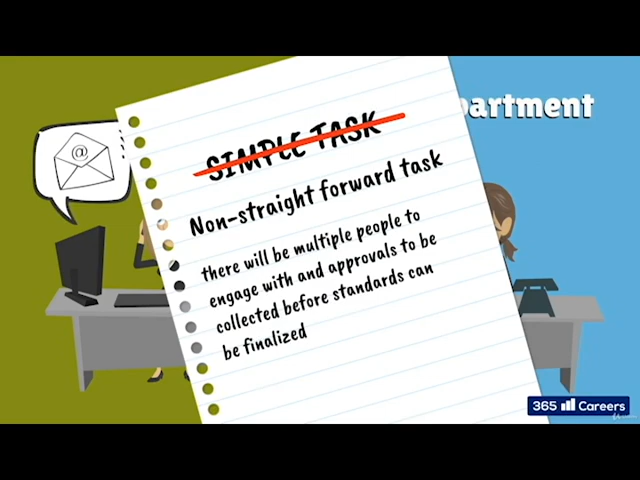 partment
@
SIMPLE TASK
Non-straight forward task
there will be multiple people to
engage with and approvals to be
collected before standards can
be finalized
365 Careers